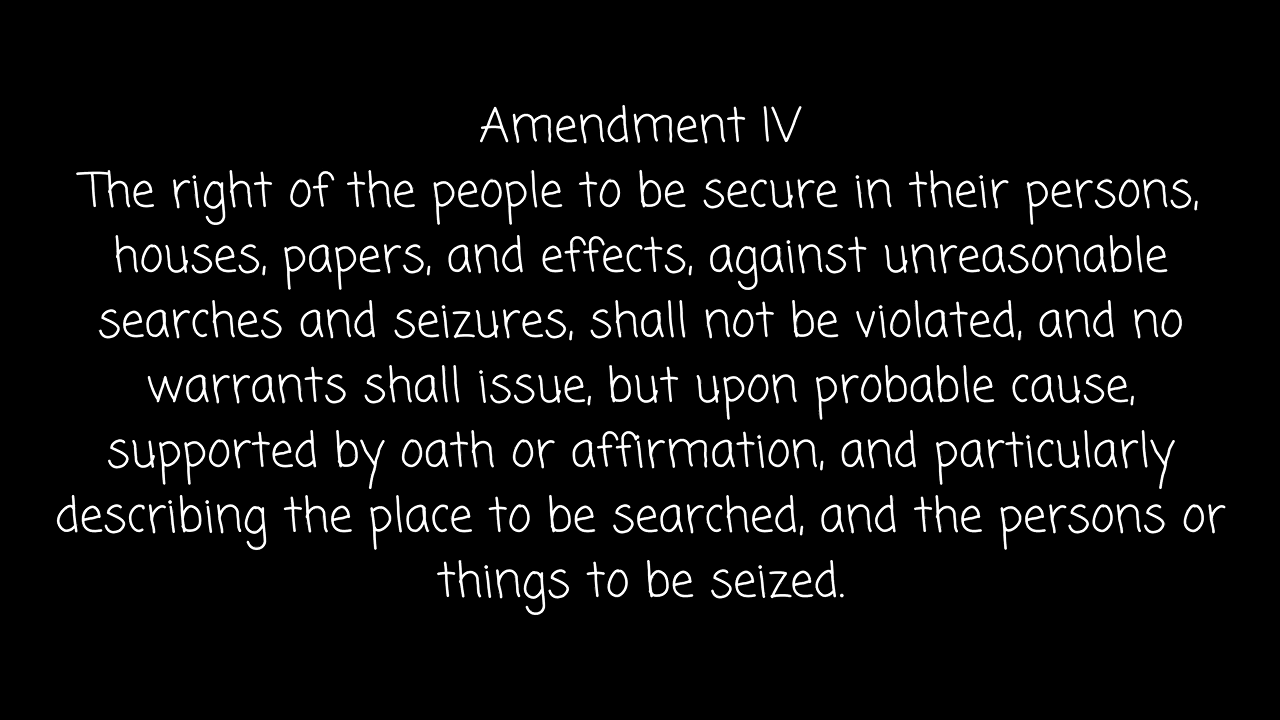 Amendment IV
The right of the people to be secure in their persons,
houses, papers, and effects, against unreasonable
searches and seizures, shall not be violated, and no
warrants shall issue, but upon probable cause,
supported by oath or affirmation, and particularly
describing the place to be searched, and the persons or
things to be seized.